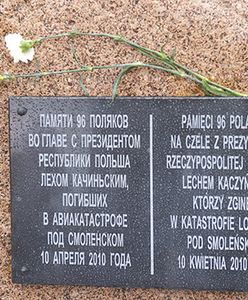 ПАМЯТИ 96 ПОЛЯКОВ
ВО ГЛАВЕ С ПРЕЗИДЕНТОМ
РЕСПУБЛИКИ ПОЛЬША
ЛЕХОМ КАЧИНЬСКИМ,
ПОГИБШИХ
В АВИАКАТАСТРОФЕ
ПОД СМОЛЕНСКОМ
10 АПРЕЛЯ 2010 ГОДА
PAMIĘCI 96
NA CZELE Z
RZECZYPOSPOLITEJ
LECHEM
KTÓRZY
W KATASTROFIE
POD
10 KWIETNIA 2010